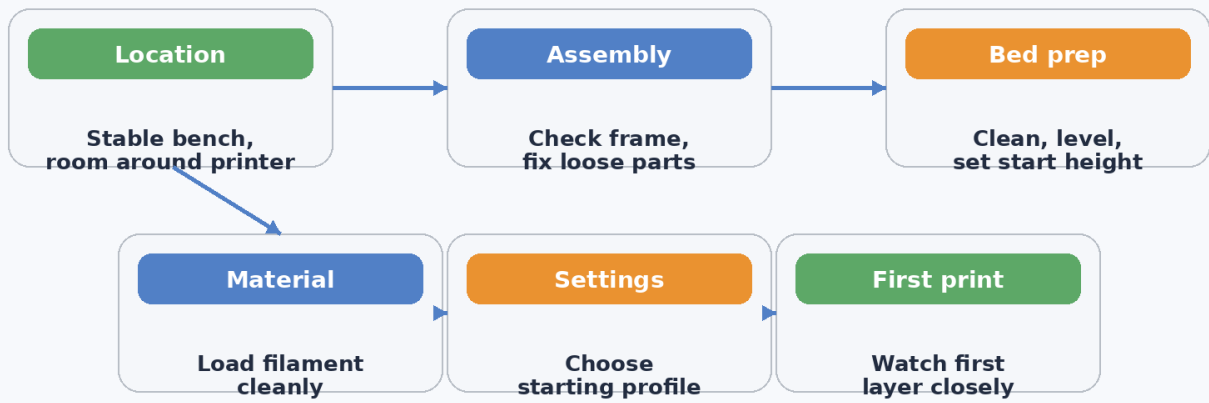 Location
Stable bench,
room around printer
Assembly
Check frame,
fix loose parts
Bed prep
Clean, level,
set start height
Material
Load filament
cleanly
Settings
Choose
starting profile
First print
Watch first
layer closely